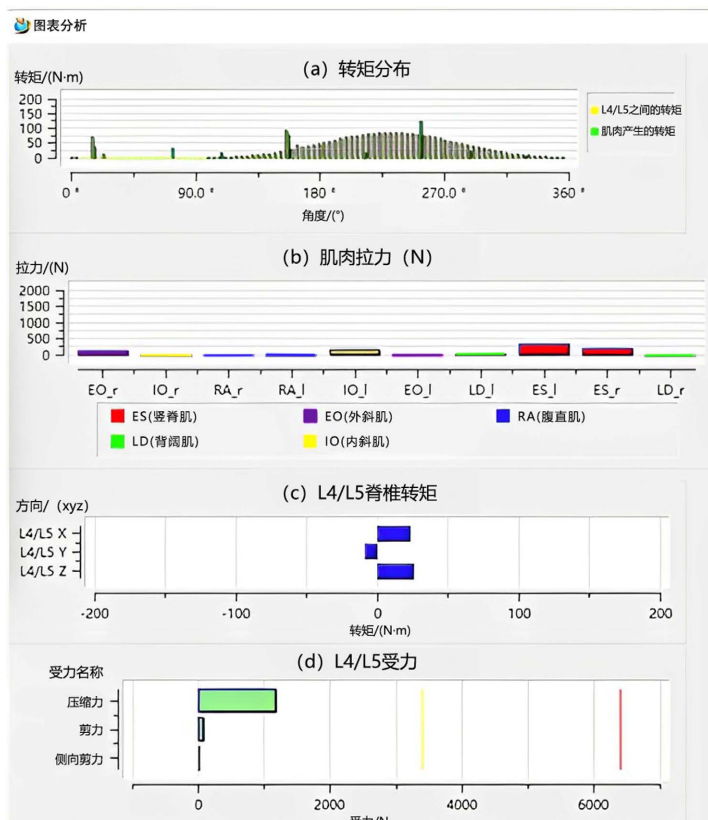 图表分析
(a) 转矩分布
转矩/(N·m)
200
150
100
50
0
L4/L5之间的转矩
肌肉产生的转矩
0° 90.0° 180° 270.0° 360°
角度/(°)
(b) 肌肉拉力 (N)
拉力/(N)
2000
1500
1000
500
0
EO_r IO_r RA_r RA_l IO_l EO_l LD_l ES_l ES_r LD_r
ES(竖脊肌) EO(外斜肌) RA(腹直肌)
LD(背阔肌) IO(内斜肌)
(c) L4/L5脊椎转矩
方向/ (xyz)
L4/L5 X
L4/L5 Y
L4/L5 Z
-200 -100 0 100 200
转矩/(N·m)
(d) L4/L5受力
受力名称
压缩力
剪力
侧向剪力
0 2000 4000 6000
受力/N